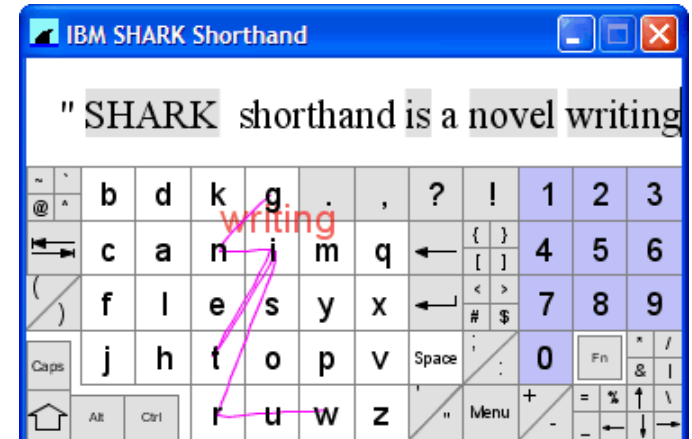 IBM SHARK Shorthand
" SHARK shorthand is a novel writing
~ ` @ ^ b d k g . , ? ! 1 2 3
writing
c a n i m q { } [ ] 4 5 6
( ) f l e s y x < > # $ 7 8 9
Caps j h t o p v Space ; : 0 Fn * / & |
Alt Ctrl r u w z ' " Menu + - = % \ _